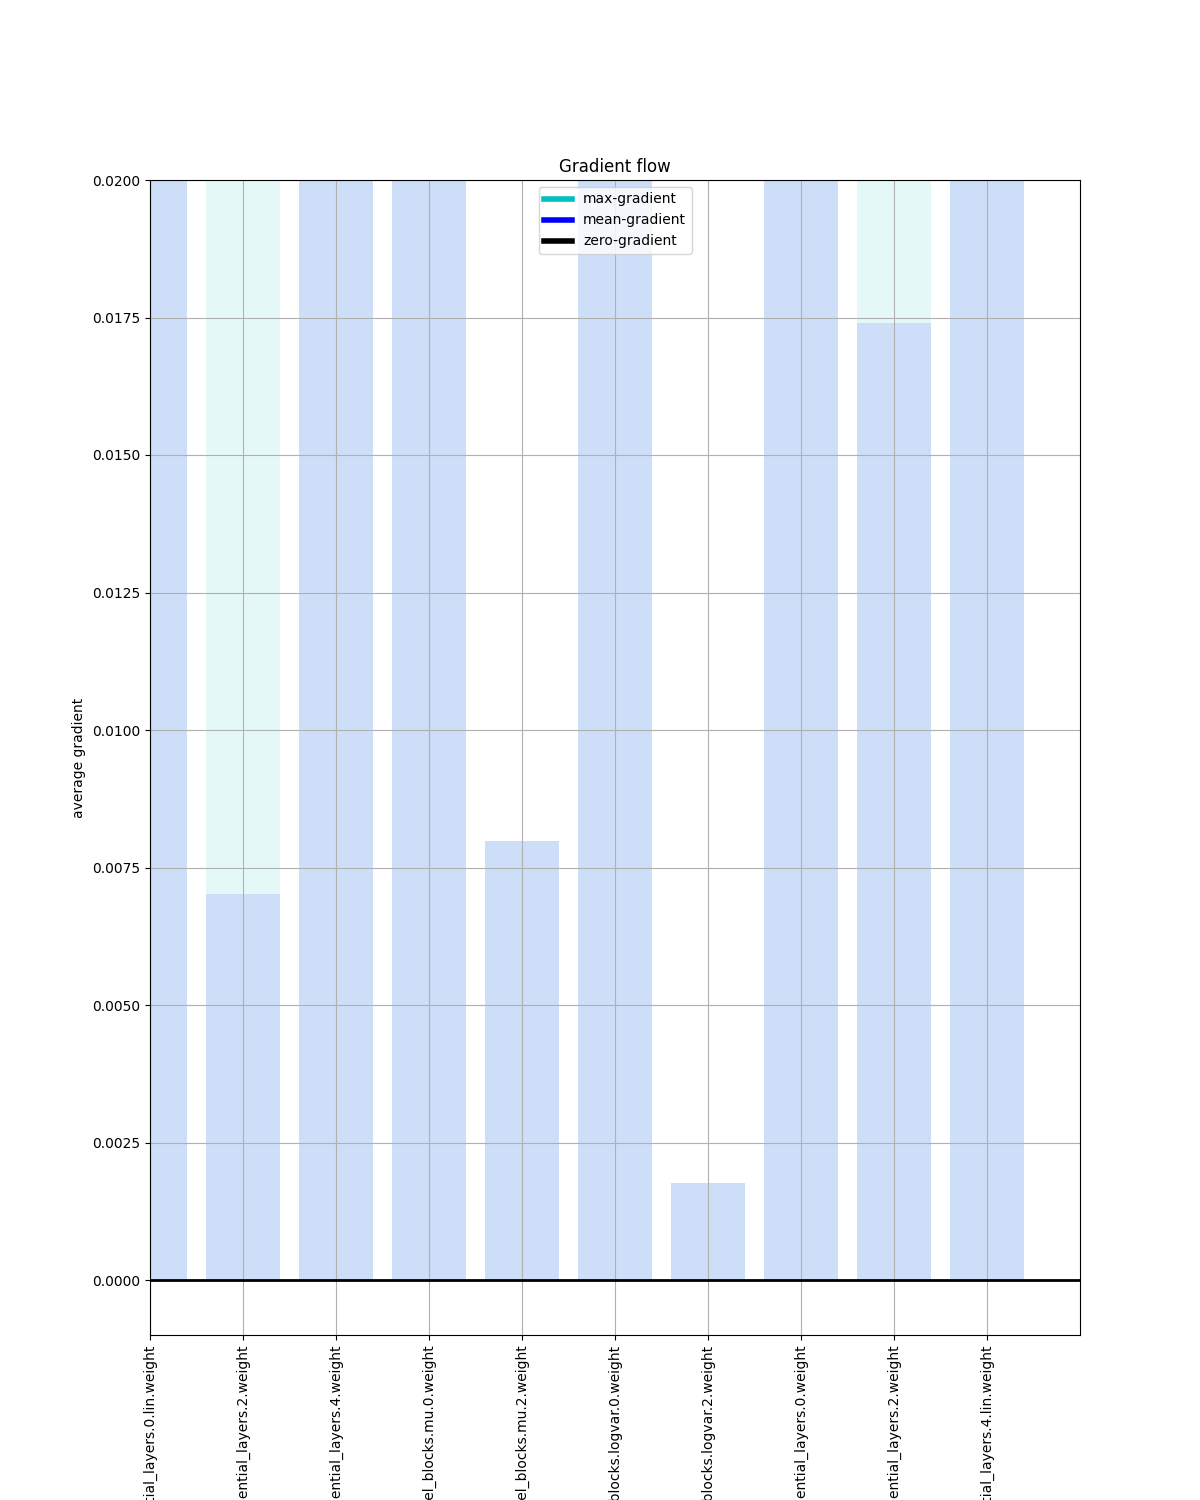 Gradient flow
max-gradient
mean-gradient
zero-gradient
0.0200
0.0175
0.0150
0.0125
0.0100
0.0075
0.0050
0.0025
0.0000
average gradient
tial_layers.0.lin.weight
ential_layers.2.weight
ential_layers.4.weight
el_blocks.mu.0.weight
el_blocks.mu.2.weight
blocks.logvar.0.weight
blocks.logvar.2.weight
ential_layers.0.weight
ential_layers.2.weight
tial_layers.4.lin.weight